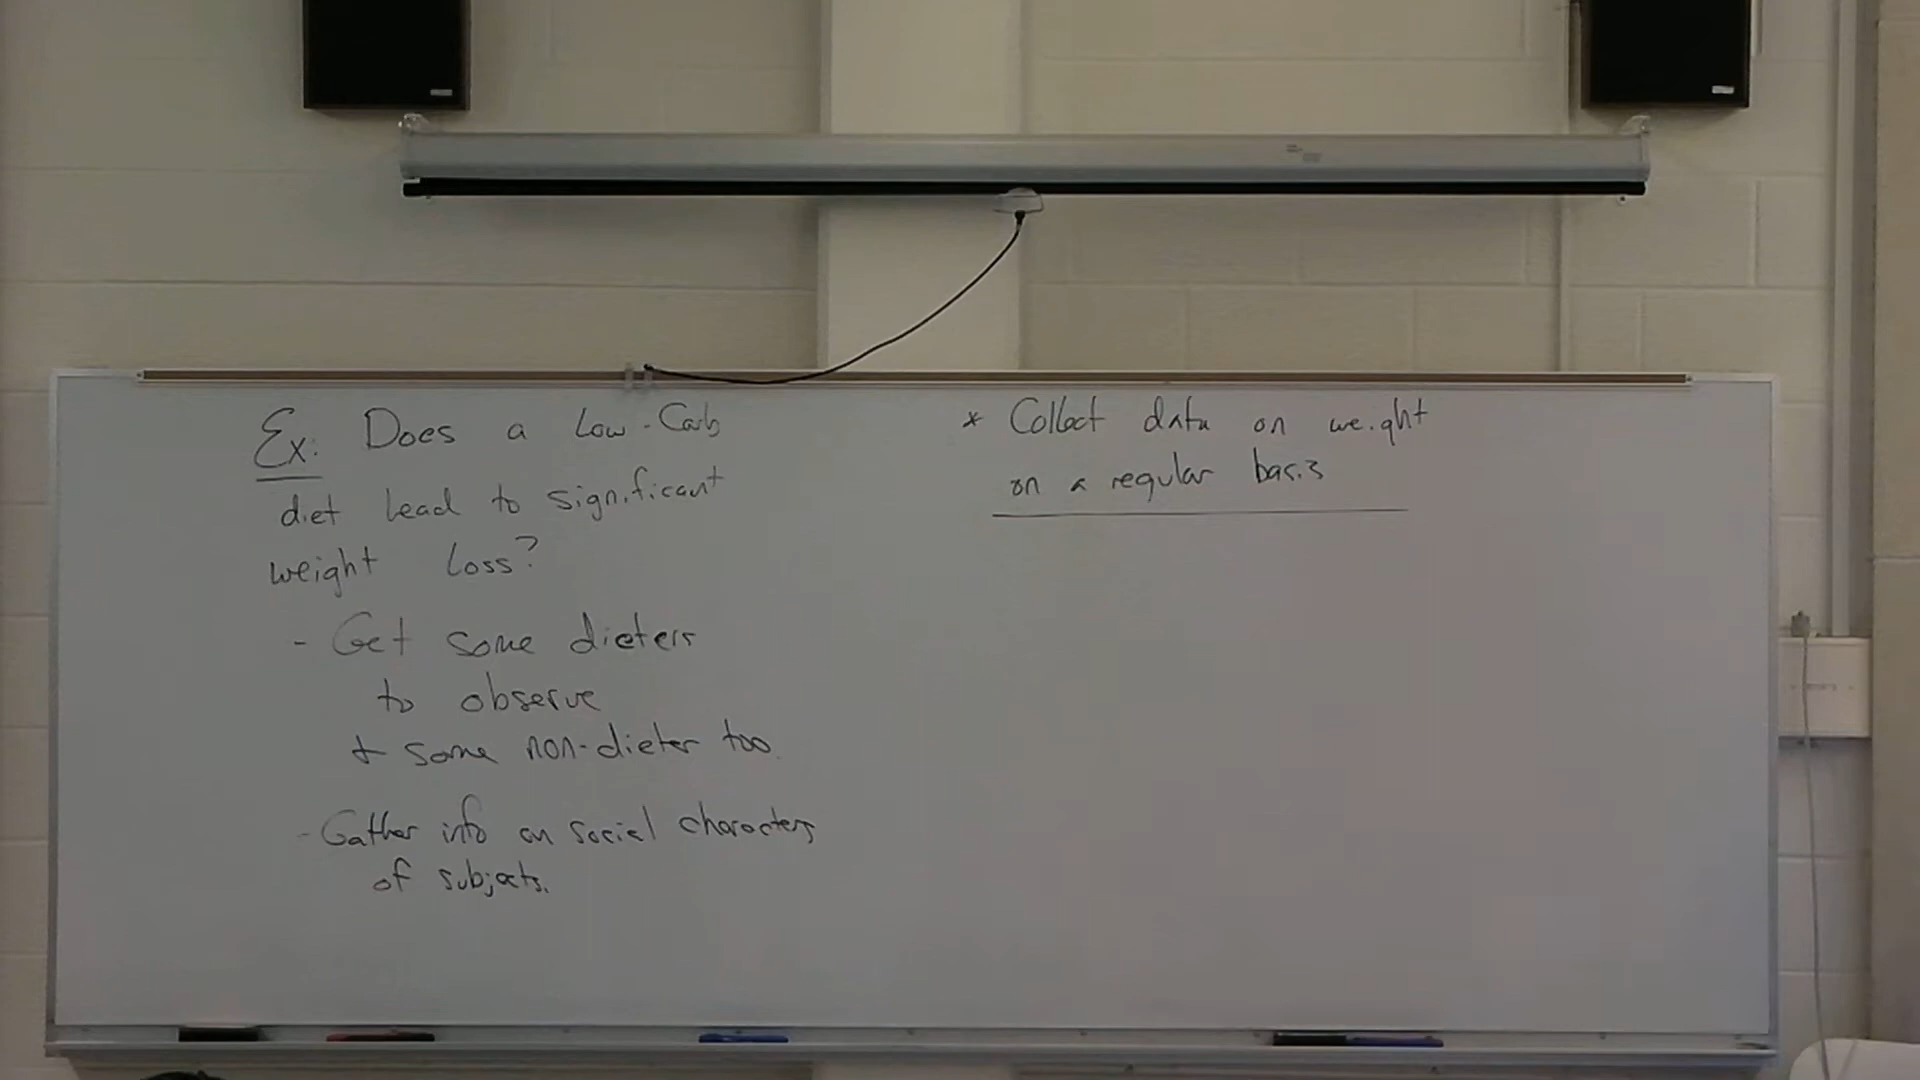 Ex: Does a Low-Carb
diet lead to significant
weight loss?
- Get some dieters
to observe
+ some non-dieter too.
- Gather info on social characters
of subjects.
* Collect data on weight
on a regular basis